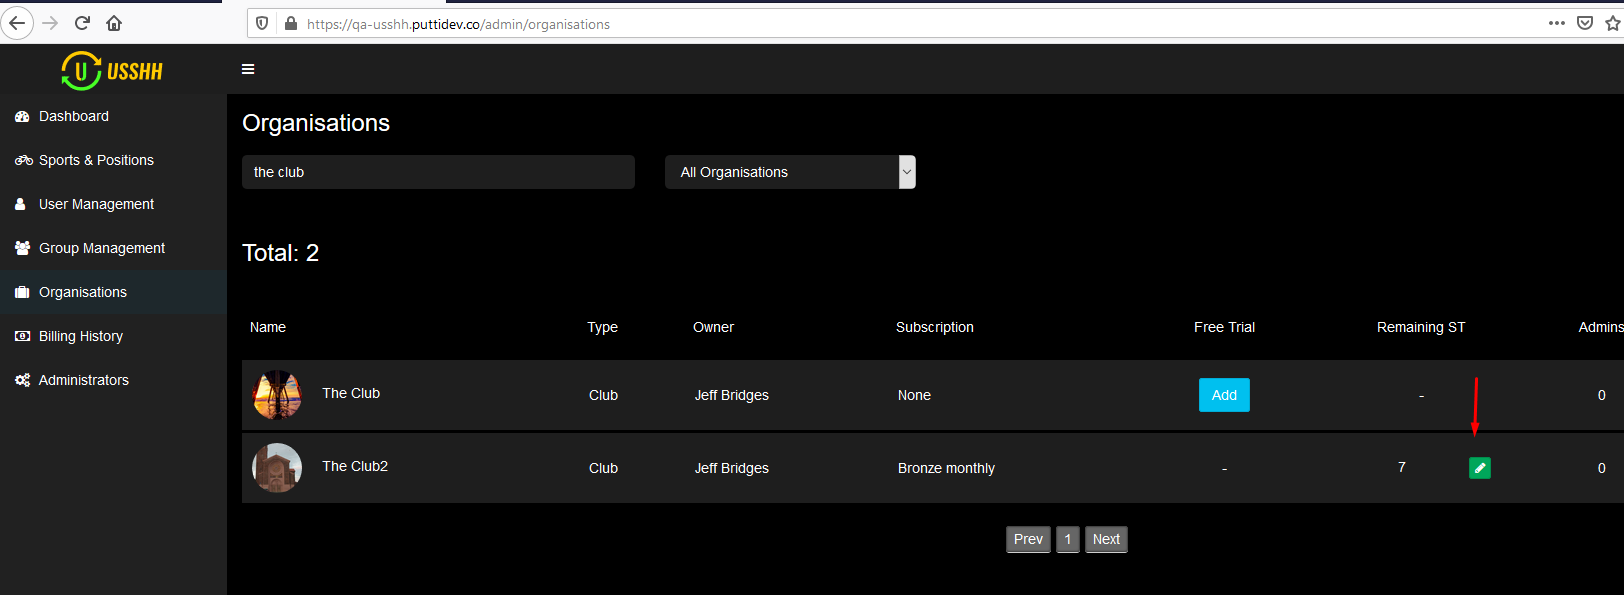 https://qa-usshh.puttidev.co/admin/organisations
U USSHH
Dashboard
Sports & Positions
User Management
Group Management
Organisations
Billing History
Administrators
Organisations
the club
All Organisations
Total: 2
Name Type Owner Subscription Free Trial Remaining ST Admins
The Club Club Jeff Bridges None Add - 0
The Club2 Club Jeff Bridges Bronze monthly - 7 0
Prev 1 Next